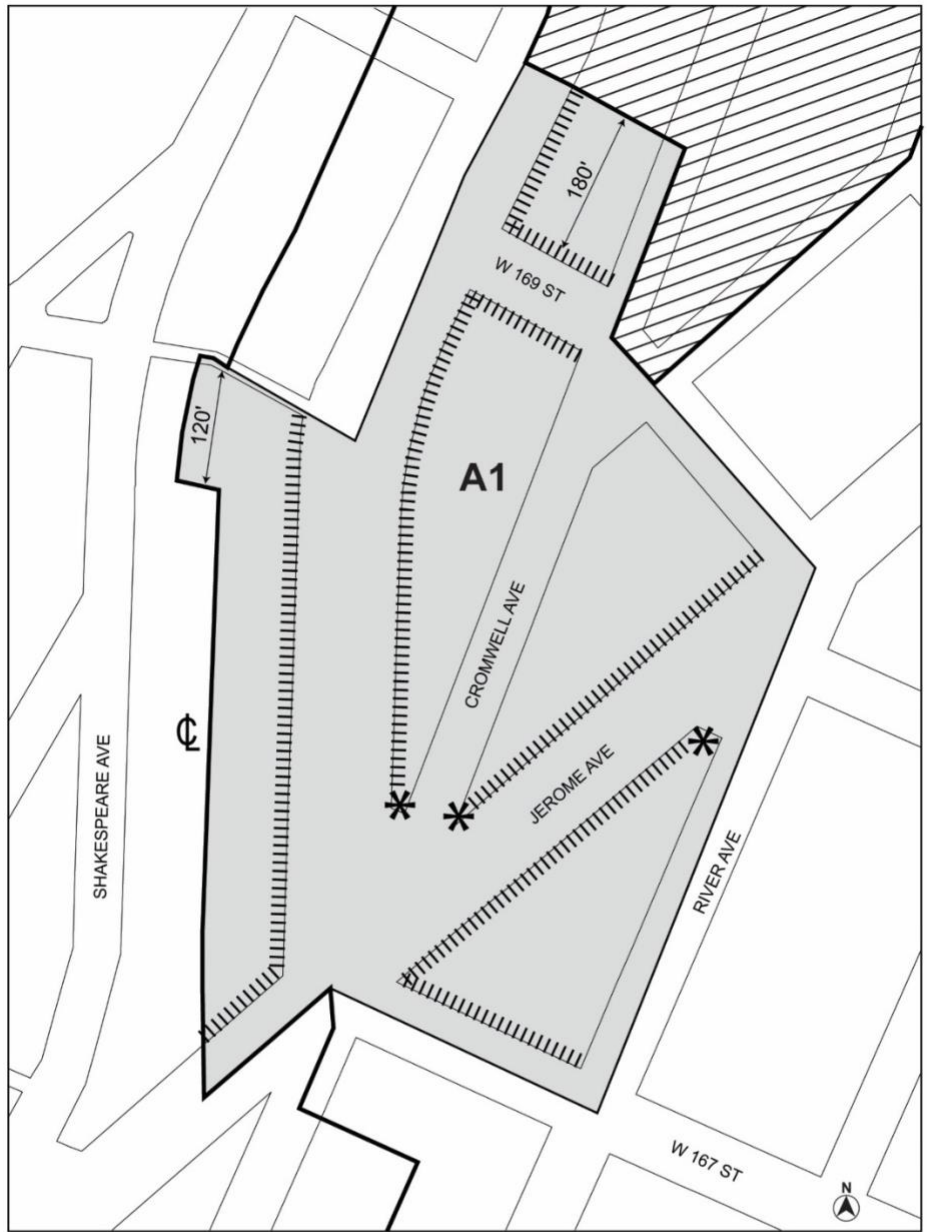 180'
W 169 ST
120'
A1
CROMWELL AVE
℄
JEROME AVE
SHAKESPEARE AVE
RIVER AVE
W 167 ST
N